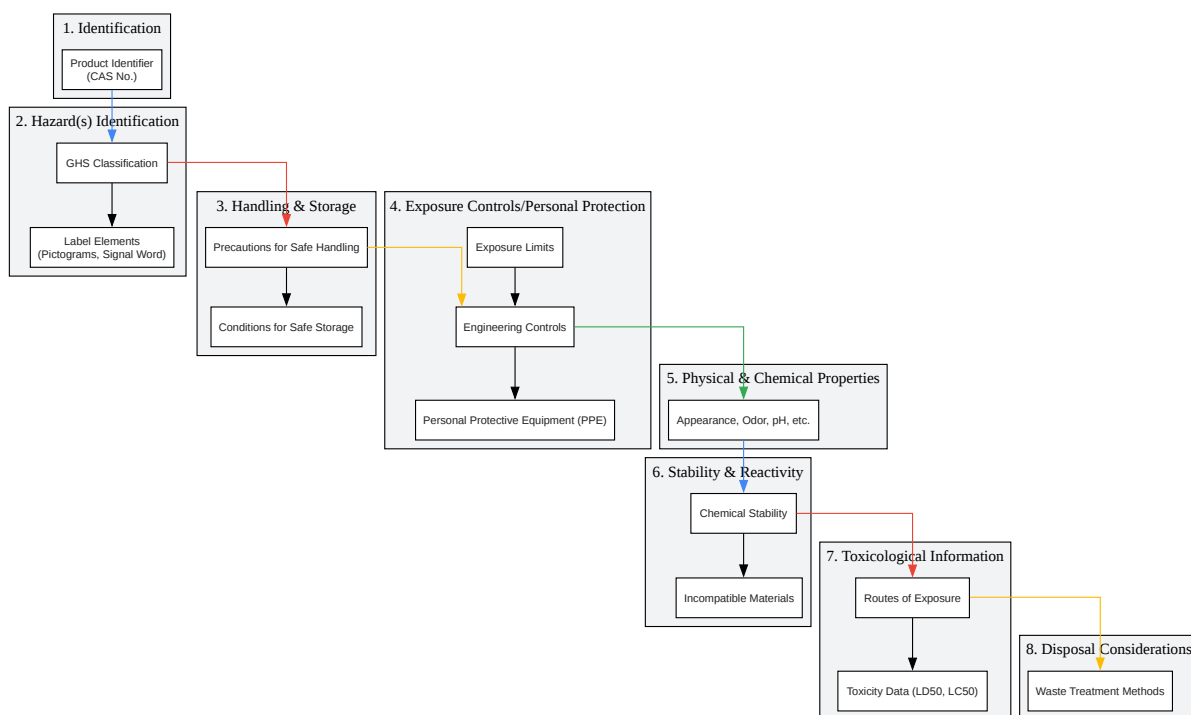 1. Identification
Product Identifier
(CAS No.)
2. Hazard(s) Identification
GHS Classification
Label Elements
(Pictograms, Signal Word)
3. Handling & Storage
Precautions for Safe Handling
Conditions for Safe Storage
4. Exposure Controls/Personal Protection
Exposure Limits
Engineering Controls
Personal Protective Equipment (PPE)
5. Physical & Chemical Properties
Appearance, Odor, pH, etc.
6. Stability & Reactivity
Chemical Stability
Incompatible Materials
7. Toxicological Information
Routes of Exposure
Toxicity Data (LD50, LC50)
8. Disposal Considerations
Waste Treatment Methods